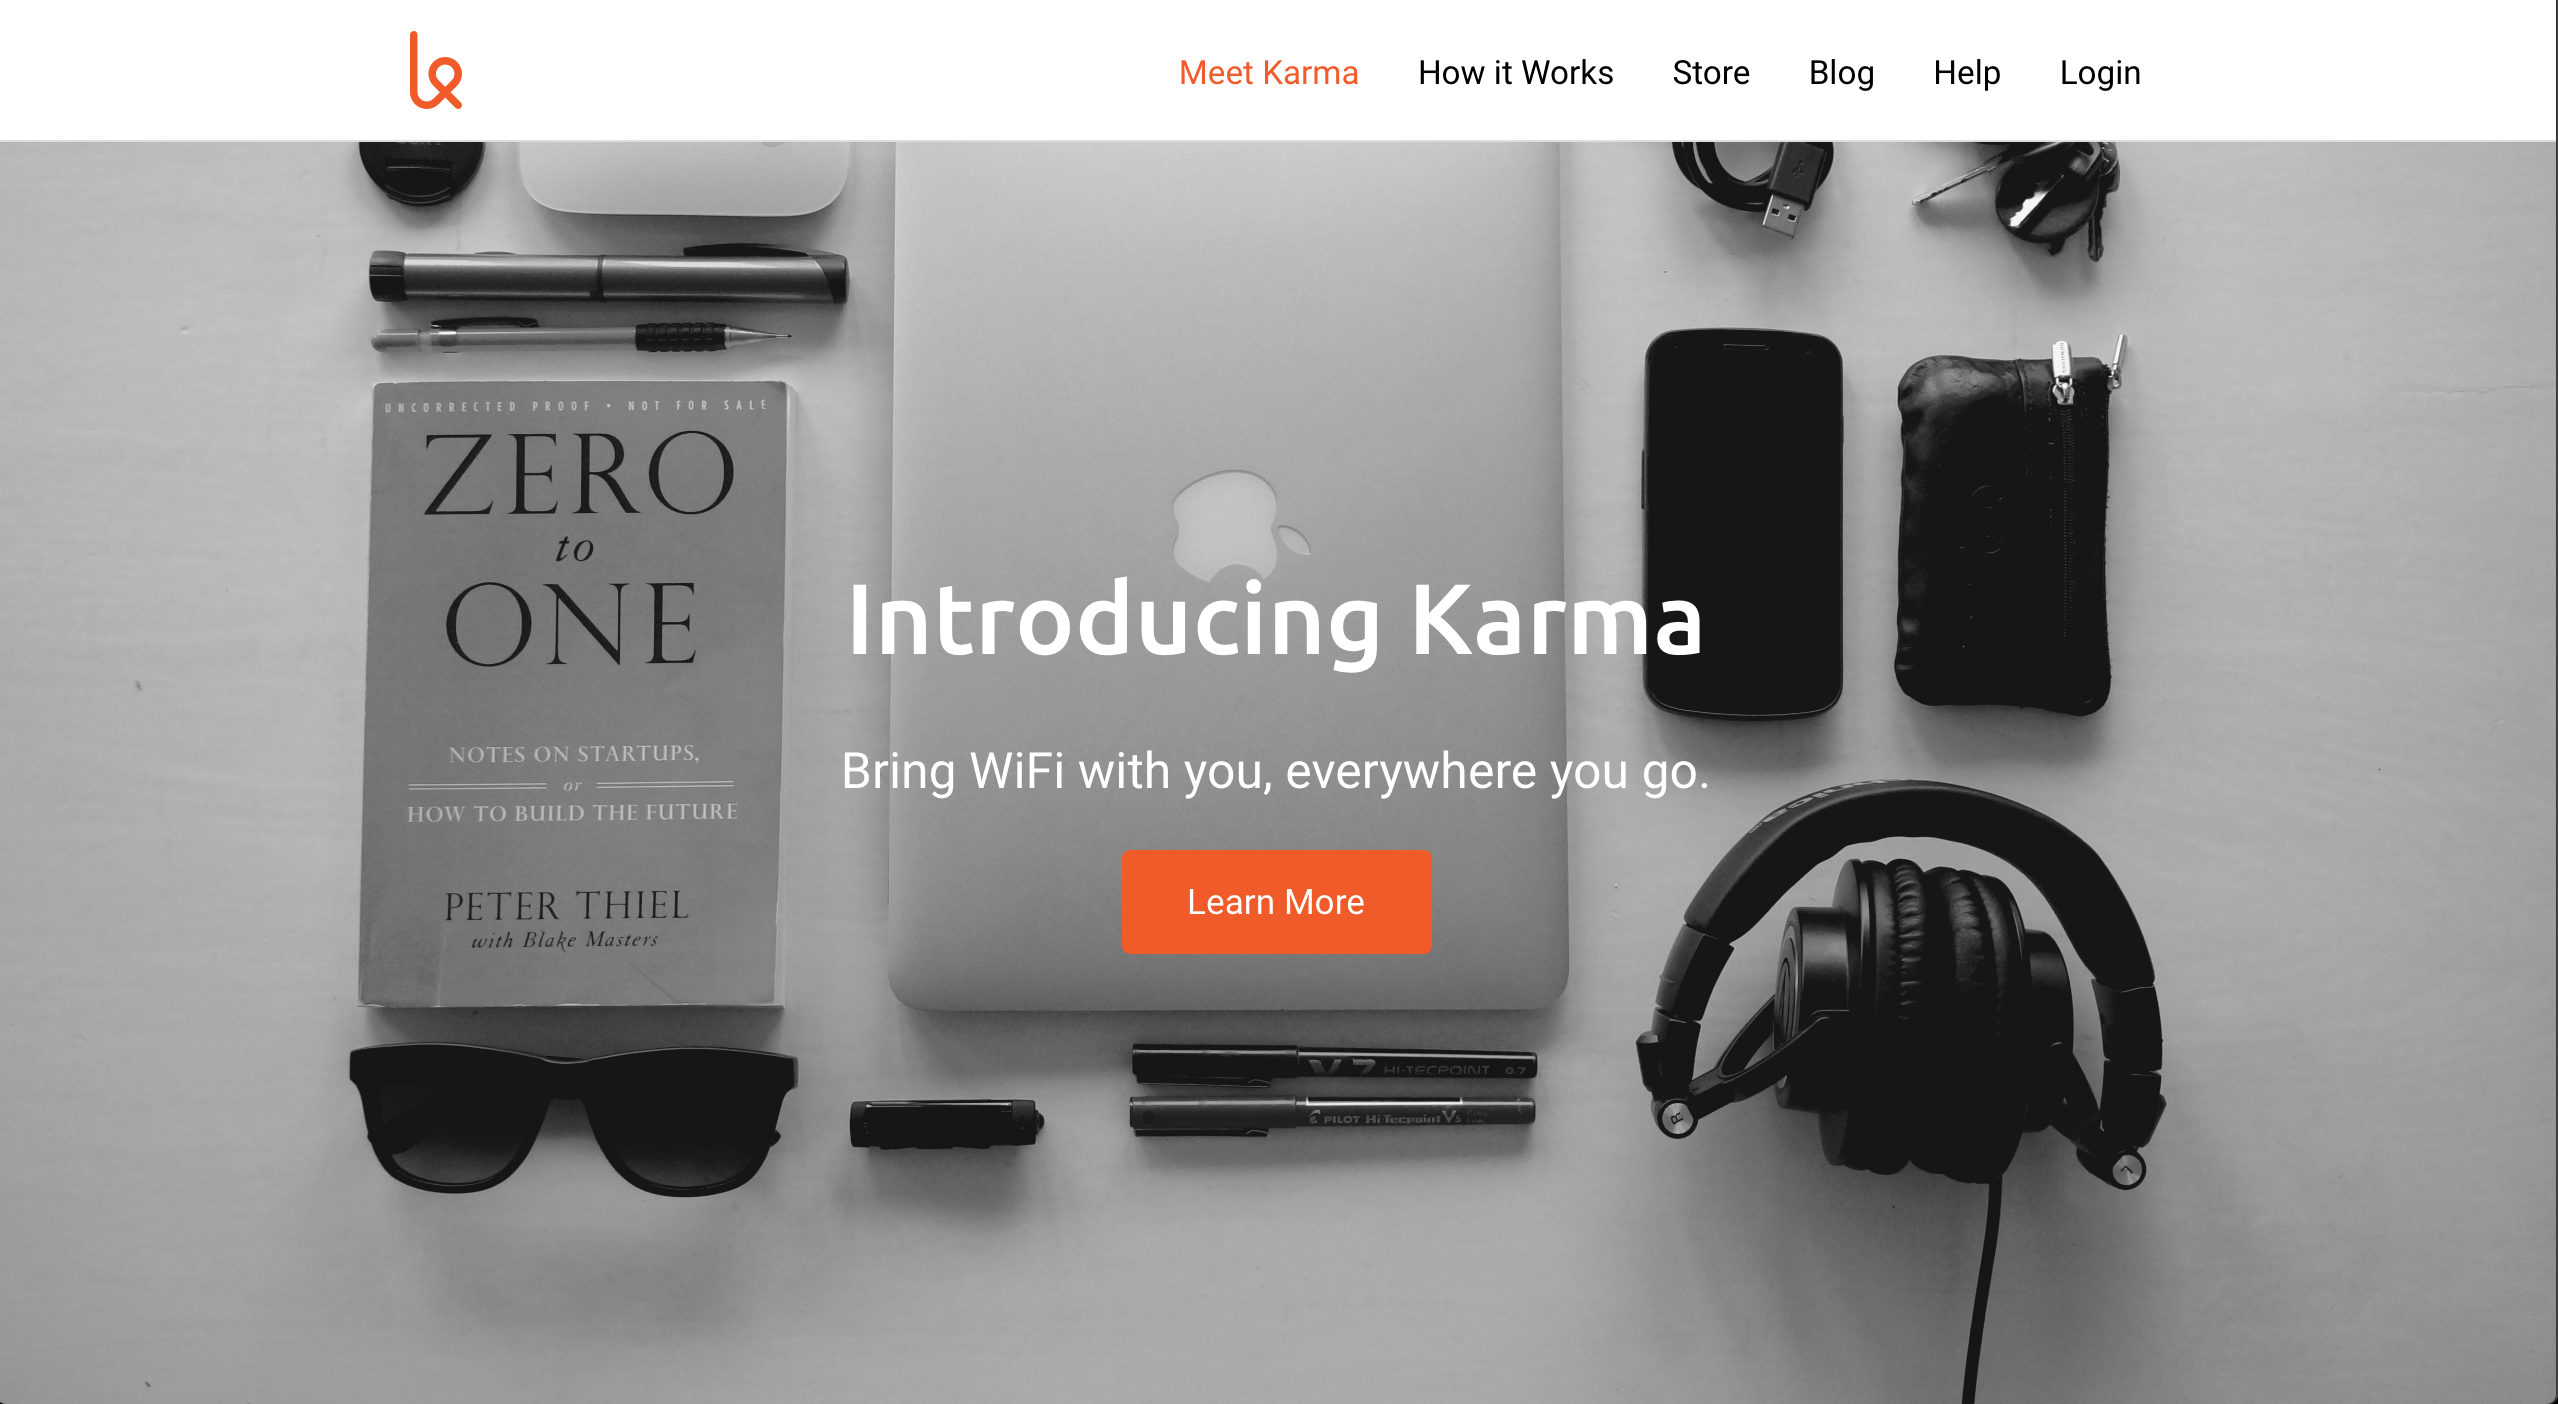 Meet Karma How it Works Store Blog Help Login
UNCORRECTED PROOF • NOT FOR SALE
ZERO
to
ONE
NOTES ON STARTUPS,
or
HOW TO BUILD THE FUTURE
PETER THIEL
with Blake Masters
Introducing Karma
Bring WiFi with you, everywhere you go.
Learn More
V7 HI-TECPOINT 0.7
PILOT Hi Tecpoint V5
R
L